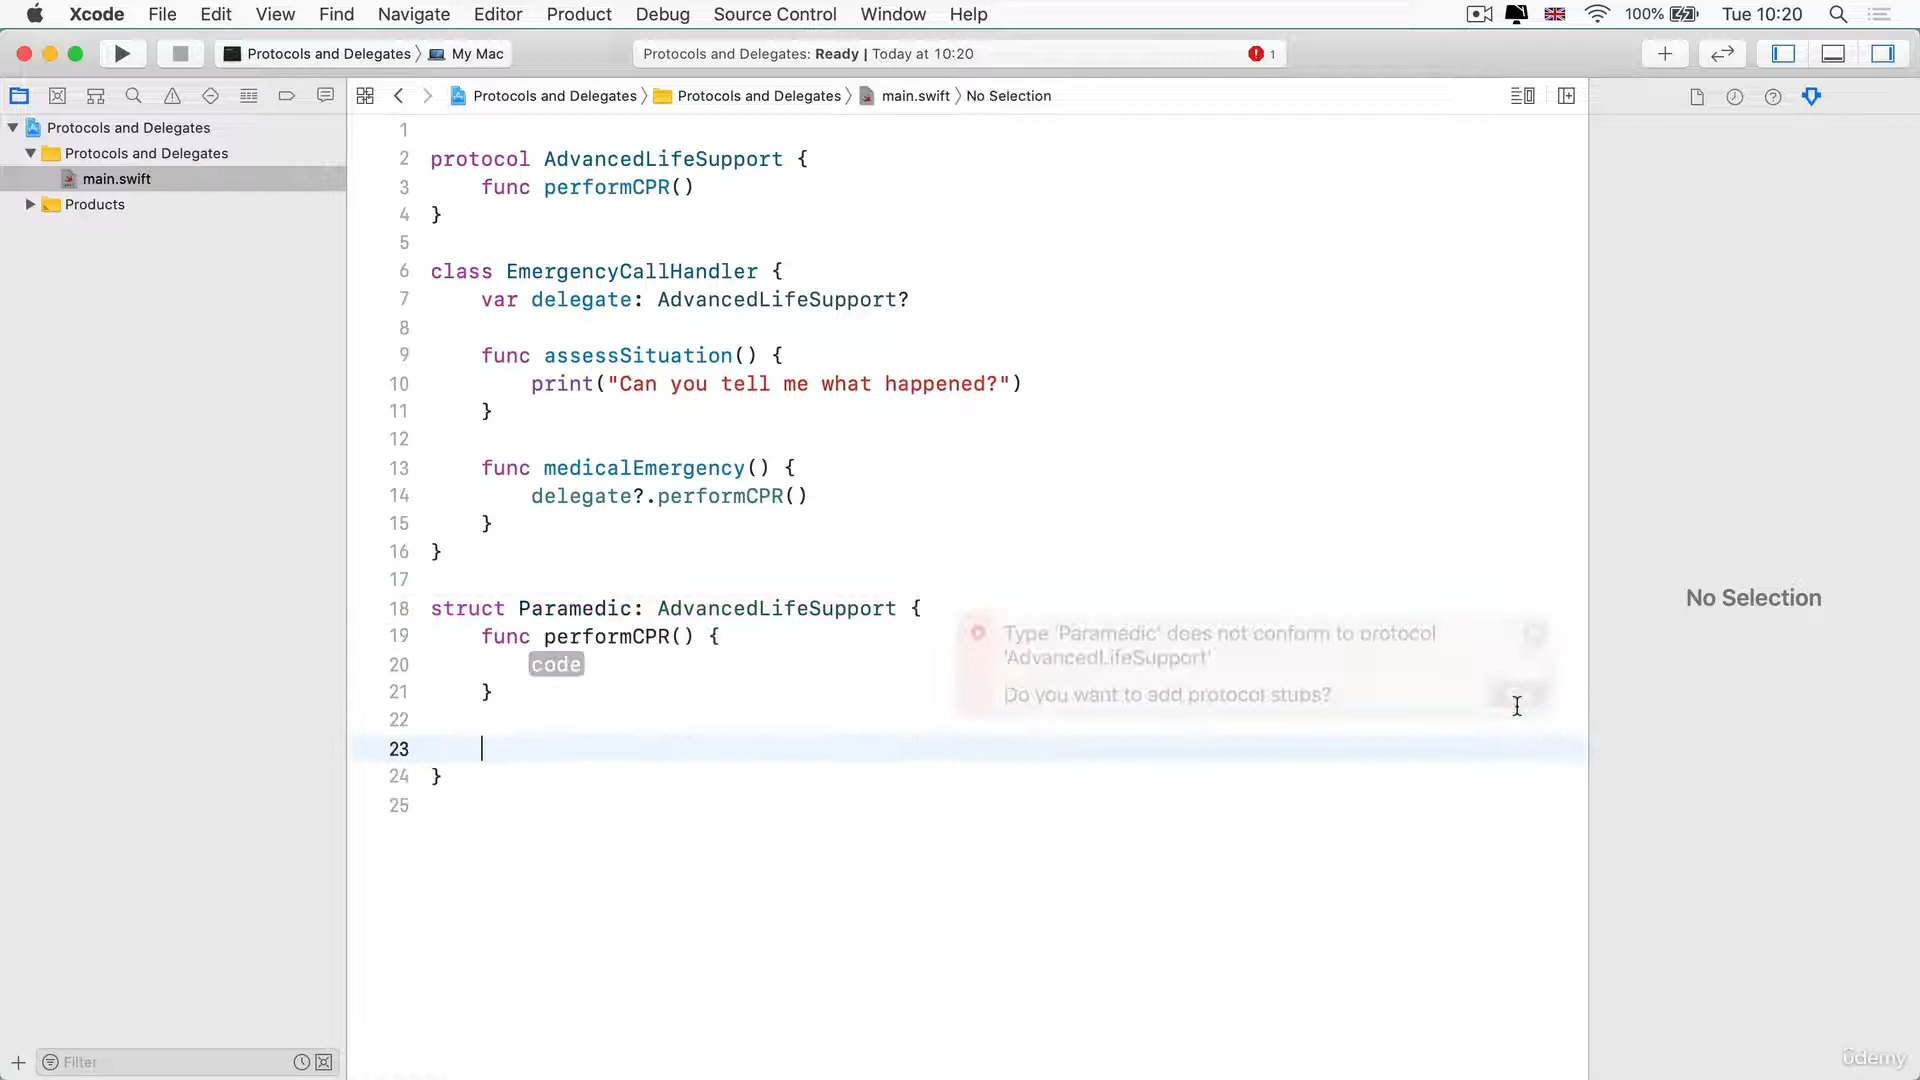 Xcode File Edit View Find Navigate Editor Product Debug Source Control Window Help 100% Tue 10:20
Protocols and Delegates 〉 My Mac
Protocols and Delegates: Ready | Today at 10:20
1
Protocols and Delegates 〉 Protocols and Delegates 〉 main.swift 〉 No Selection
Protocols and Delegates
Protocols and Delegates
main.swift
Products
1
2 protocol AdvancedLifeSupport {
3 func performCPR()
4 }
5
6 class EmergencyCallHandler {
7 var delegate: AdvancedLifeSupport?
8
9 func assessSituation() {
10 print("Can you tell me what happened?")
11 }
12
13 func medicalEmergency() {
14 delegate?.performCPR()
15 }
16 }
17
18 struct Paramedic: AdvancedLifeSupport {
19 func performCPR() {
20 code
21 }
22
23
24 }
25
Type 'Paramedic' does not conform to protocol
'AdvancedLifeSupport'
Do you want to add protocol stubs?
No Selection
Filter
ûdemy